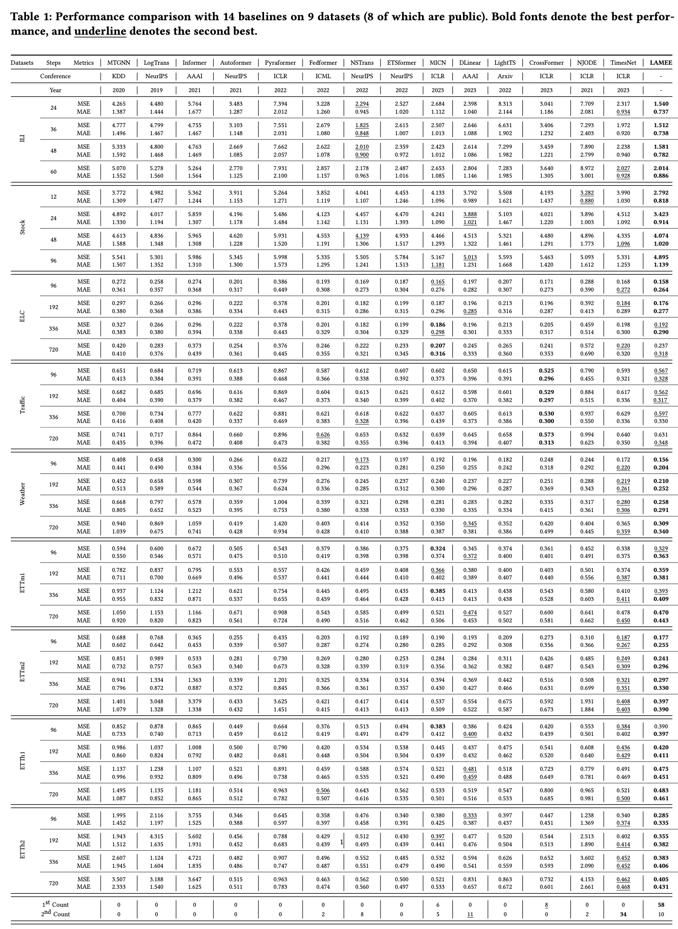 Table 1: Performance comparison with 14 baselines on 9 datasets (8 of which are public). Bold fonts denote the best performance, and underline denotes the second best.
Datasets Steps Metrics MTGNN LogTrans Informer Autoformer Pyraformer Fedformer NSTrans ETSformer MICN DLinear LightTS CrossFormer NJODE TimesNet LAMEE
Conference KDD NeurIPS AAAI NeurIPS ICLR ICML NeurIPS NeurIPS ICLR AAAI Arxiv ICLR ICLR ICLR -
Year 2020 2019 2021 2021 2022 2022 2022 2022 2023 2023 2022 2023 2021 2023 -
ILI
24 MSE 4.265 4.480 5.764 3.483 7.394 3.228 2.294 2.527 2.684 2.398 8.313 3.041 7.709 2.317 1.540
MAE 1.387 1.444 1.677 1.287 2.012 1.260 0.945 1.020 1.112 1.040 2.144 1.186 2.081 0.934 0.737
36 MSE 4.777 4.799 4.755 3.103 7.551 2.679 1.825 2.615 2.507 2.646 6.631 3.406 7.293 1.972 1.512
MAE 1.496 1.467 1.467 1.148 2.031 1.080 0.848 1.007 1.013 1.088 1.902 1.232 2.403 0.920 0.738
48 MSE 5.333 4.800 4.763 2.669 7.662 2.622 2.010 2.359 2.423 2.614 7.299 3.459 7.890 2.238 1.581
MAE 1.592 1.468 1.469 1.085 2.057 1.078 0.900 0.972 1.012 1.086 1.982 1.221 2.799 0.940 0.782
60 MSE 5.070 5.278 5.264 2.770 7.931 2.857 2.178 2.487 2.653 2.804 7.283 3.640 8.972 2.027 2.014
MAE 1.552 1.560 1.564 1.125 2.100 1.157 0.963 1.016 1.085 1.146 1.985 1.305 3.001 0.928 0.886
Stock
12 MSE 3.772 4.982 5.362 3.911 5.264 3.852 4.041 4.453 4.133 3.792 5.508 4.193 3.282 3.990 2.792
MAE 1.309 1.477 1.244 1.153 1.271 1.119 1.107 1.246 1.096 0.989 1.621 1.437 0.880 1.030 0.818
24 MSE 4.892 4.017 5.859 4.196 5.486 4.123 4.457 4.470 4.241 3.888 5.103 4.021 3.896 4.512 3.423
MAE 1.230 1.194 1.307 1.178 1.484 1.142 1.131 1.393 1.090 1.021 1.467 1.220 1.003 1.092 0.914
48 MSE 4.613 4.836 5.965 4.620 5.931 4.553 4.139 4.933 4.466 4.513 5.321 4.480 4.896 4.335 4.074
MAE 1.588 1.348 1.308 1.228 1.520 1.191 1.306 1.517 1.293 1.322 1.461 1.291 1.773 1.096 1.020
96 MSE 5.541 5.301 5.986 5.345 5.998 5.335 5.505 5.784 5.167 5.013 5.593 5.463 5.093 5.331 4.895
MAE 1.507 1.352 1.310 1.300 1.573 1.295 1.241 1.513 1.181 1.231 1.668 1.420 1.612 1.253 1.139
ELC
96 MSE 0.272 0.258 0.274 0.201 0.386 0.193 0.169 0.187 0.165 0.197 0.207 0.171 0.288 0.168 0.158
MAE 0.361 0.357 0.368 0.317 0.449 0.308 0.273 0.304 0.276 0.282 0.307 0.273 0.390 0.272 0.264
192 MSE 0.297 0.266 0.296 0.222 0.378 0.201 0.182 0.199 0.187 0.196 0.213 0.196 0.392 0.184 0.176
MAE 0.380 0.368 0.386 0.334 0.443 0.315 0.286 0.315 0.296 0.285 0.316 0.287 0.413 0.289 0.277
336 MSE 0.327 0.266 0.296 0.222 0.378 0.201 0.182 0.199 0.186 0.196 0.213 0.205 0.459 0.198 0.192
MAE 0.383 0.380 0.394 0.338 0.443 0.329 0.304 0.329 0.298 0.301 0.333 0.317 0.514 0.300 0.290
720 MSE 0.420 0.283 0.373 0.254 0.376 0.246 0.222 0.233 0.207 0.245 0.265 0.241 0.572 0.220 0.237
MAE 0.410 0.376 0.439 0.361 0.445 0.355 0.321 0.345 0.316 0.333 0.360 0.353 0.690 0.320 0.318
Traffic
96 MSE 0.651 0.684 0.719 0.613 0.867 0.587 0.612 0.607 0.602 0.650 0.615 0.525 0.790 0.593 0.567
MAE 0.413 0.384 0.391 0.388 0.468 0.366 0.338 0.392 0.373 0.396 0.391 0.296 0.455 0.321 0.328
192 MSE 0.682 0.685 0.696 0.616 0.869 0.604 0.613 0.621 0.612 0.598 0.601 0.529 0.884 0.617 0.562
MAE 0.404 0.390 0.379 0.382 0.467 0.373 0.340 0.399 0.402 0.370 0.382 0.297 0.592 0.336 0.317
336 MSE 0.700 0.734 0.777 0.622 0.881 0.621 0.618 0.622 0.630 0.605 0.613 0.530 0.937 0.629 0.597
MAE 0.416 0.408 0.420 0.337 0.469 0.383 0.328 0.396 0.439 0.373 0.386 0.300 0.550 0.336 0.330
720 MSE 0.741 0.717 0.864 0.660 0.896 0.626 0.653 0.632 0.639 0.645 0.658 0.573 0.994 0.640 0.631
MAE 0.435 0.396 0.472 0.408 0.473 0.382 0.355 0.396 0.413 0.394 0.407 0.313 0.642 0.350 0.348
Weather
96 MSE 0.408 0.458 0.300 0.266 0.622 0.217 0.173 0.197 0.192 0.196 0.182 0.248 0.244 0.172 0.156
MAE 0.441 0.490 0.384 0.336 0.556 0.296 0.223 0.281 0.250 0.255 0.242 0.318 0.292 0.220 0.204
192 MSE 0.452 0.658 0.598 0.307 0.739 0.276 0.245 0.237 0.240 0.237 0.227 0.251 0.288 0.219 0.210
MAE 0.513 0.589 0.544 0.367 0.624 0.336 0.285 0.312 0.300 0.296 0.287 0.369 0.343 0.261 0.252
336 MSE 0.668 0.797 0.578 0.359 1.004 0.339 0.321 0.298 0.281 0.283 0.282 0.335 0.317 0.280 0.258
MAE 0.805 0.652 0.523 0.395 0.753 0.380 0.338 0.353 0.330 0.335 0.334 0.415 0.361 0.306 0.291
720 MSE 0.940 0.869 1.059 0.419 1.420 0.403 0.414 0.352 0.350 0.345 0.352 0.420 0.404 0.365 0.309
MAE 1.039 0.675 0.741 0.428 0.934 0.428 0.410 0.388 0.387 0.381 0.386 0.499 0.445 0.359 0.340
ETTm1
96 MSE 0.594 0.600 0.672 0.505 0.543 0.379 0.386 0.375 0.324 0.345 0.374 0.361 0.452 0.338 0.329
MAE 0.550 0.546 0.571 0.475 0.510 0.419 0.398 0.398 0.374 0.372 0.400 0.401 0.491 0.375 0.363
192 MSE 0.782 0.837 0.795 0.553 0.557 0.426 0.459 0.408 0.366 0.380 0.400 0.403 0.501 0.374 0.359
MAE 0.711 0.700 0.669 0.496 0.537 0.441 0.444 0.410 0.402 0.389 0.407 0.440 0.556 0.387 0.381
336 MSE 0.937 1.124 1.212 0.621 0.754 0.445 0.495 0.435 0.385 0.413 0.438 0.543 0.580 0.410 0.393
MAE 0.955 0.832 0.871 0.537 0.655 0.459 0.464 0.428 0.413 0.413 0.438 0.528 0.603 0.411 0.409
720 MSE 1.050 1.153 1.166 0.671 0.908 0.543 0.585 0.499 0.521 0.474 0.527 0.600 0.641 0.478 0.470
MAE 0.920 0.820 0.823 0.561 0.724 0.490 0.516 0.462 0.506 0.453 0.502 0.581 0.662 0.450 0.443
ETTm2
96 MSE 0.688 0.768 0.365 0.255 0.435 0.203 0.192 0.189 0.190 0.193 0.209 0.273 0.310 0.187 0.177
MAE 0.602 0.642 0.453 0.339 0.507 0.287 0.274 0.280 0.285 0.292 0.308 0.356 0.366 0.267 0.255
192 MSE 0.851 0.989 0.533 0.281 0.730 0.269 0.280 0.253 0.284 0.284 0.311 0.426 0.485 0.249 0.241
MAE 0.732 0.757 0.563 0.340 0.673 0.328 0.339 0.319 0.356 0.362 0.382 0.487 0.543 0.309 0.296
336 MSE 0.941 1.334 1.363 0.339 1.201 0.325 0.334 0.314 0.394 0.369 0.442 0.516 0.508 0.321 0.297
MAE 0.796 0.872 0.887 0.372 0.845 0.366 0.361 0.357 0.430 0.427 0.466 0.631 0.699 0.351 0.330
720 MSE 1.401 3.048 3.379 0.433 3.625 0.421 0.417 0.414 0.537 0.554 0.675 0.592 1.931 0.408 0.397
MAE 1.079 1.328 1.338 0.432 1.451 0.415 0.413 0.413 0.509 0.522 0.587 0.673 1.884 0.403 0.390
ETTh1
96 MSE 0.852 0.878 0.865 0.449 0.664 0.376 0.513 0.494 0.383 0.386 0.424 0.420 0.533 0.384 0.390
MAE 0.733 0.740 0.713 0.459 0.612 0.419 0.491 0.479 0.412 0.400 0.432 0.439 0.501 0.402 0.397
192 MSE 0.986 1.037 1.008 0.500 0.790 0.420 0.534 0.538 0.445 0.437 0.475 0.541 0.608 0.436 0.420
MAE 0.860 0.824 0.792 0.482 0.681 0.448 0.504 0.504 0.439 0.432 0.462 0.520 0.640 0.429 0.411
336 MSE 1.137 1.238 1.107 0.521 0.891 0.459 0.588 0.574 0.531 0.481 0.518 0.723 0.779 0.491 0.475
MAE 0.996 0.932 0.809 0.496 0.738 0.465 0.535 0.521 0.490 0.459 0.488 0.649 0.781 0.469 0.451
720 MSE 1.495 1.135 1.181 0.514 0.963 0.506 0.643 0.562 0.533 0.519 0.547 0.800 0.965 0.521 0.483
MAE 1.087 0.852 0.865 0.512 0.782 0.507 0.616 0.535 0.501 0.516 0.533 0.685 0.981 0.500 0.461
ETTh2
96 MSE 1.995 2.116 3.755 0.346 0.645 0.358 0.476 0.340 0.380 0.333 0.397 0.447 1.238 0.340 0.285
MAE 1.452 1.197 1.525 0.388 0.597 0.397 0.458 0.391 0.425 0.387 0.437 0.451 1.369 0.374 0.335
192 MSE 1.943 4.315 5.602 0.456 0.788 0.429 0.512 0.430 0.397 0.477 0.520 0.544 2.513 0.402 0.355
MAE 1.512 1.635 1.931 0.452 0.683 0.439 0.493 0.439 0.441 0.476 0.504 0.513 1.890 0.414 0.382
1
336 MSE 2.607 1.124 4.721 0.482 0.907 0.496 0.552 0.485 0.532 0.594 0.626 0.652 3.602 0.452 0.383
MAE 1.945 1.604 1.835 0.486 0.747 0.487 0.551 0.479 0.490 0.541 0.559 0.593 2.090 0.452 0.406
720 MSE 3.507 3.188 3.647 0.515 0.963 0.463 0.562 0.500 0.521 0.831 0.863 0.732 4.153 0.462 0.405
MAE 2.333 1.540 1.625 0.511 0.783 0.474 0.560 0.497 0.533 0.657 0.672 0.601 2.661 0.468 0.431
1st Count 0 0 0 0 0 0 0 0 6 0 0 8 0 0 58
2nd Count 0 0 0 0 0 2 8 0 5 11 0 0 2 34 10